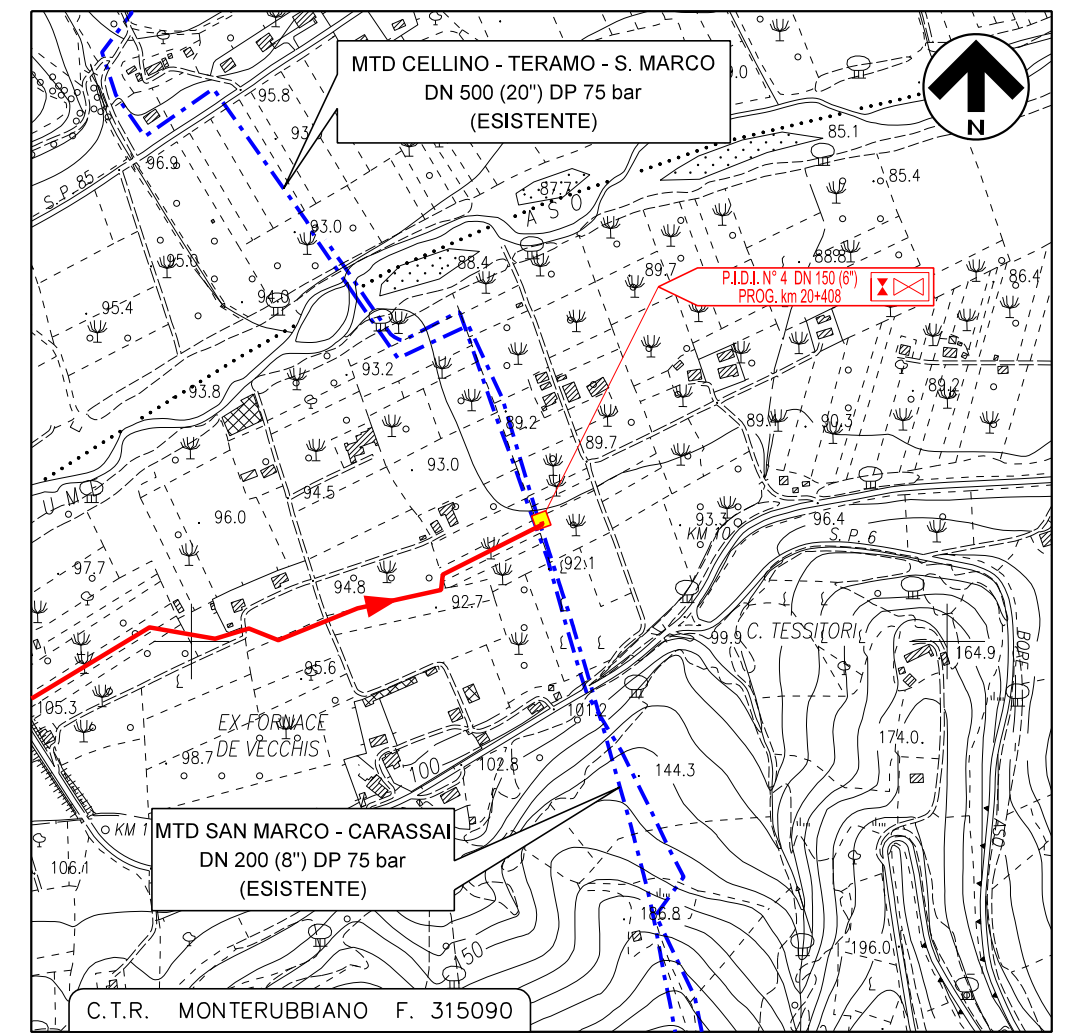 MTD CELLINO - TERAMO - S. MARCO
DN 500 (20") DP 75 bar
(ESISTENTE)
N
95.8
85.1
96.9
S.P. 85
87.7
85.4
A S O
93.0
95.0
88.4
89.7
88.8
86.4
P.I.D.I. N° 4 DN 150 (6")
PROG. km 20+408
94.0
95.4
93.2
93.8
89.2
89.2
90.3
89.7
93.0
94.5
96.0
93.3
KM 10
96.4
S. P. 6
97.7
92.1
94.8
92.7
99.9
C. TESSITORI
164.9
95.6
105.3
101.2
EX FORNACE
DE VECCHIS
98.7
174.0
100
102.8
144.3
ASO
KM 1
MTD SAN MARCO - CARASSAI
DN 200 (8") DP 75 bar
(ESISTENTE)
106.1
186.8
196.0
150
C.T.R. MONTERUBBIANO F. 315090